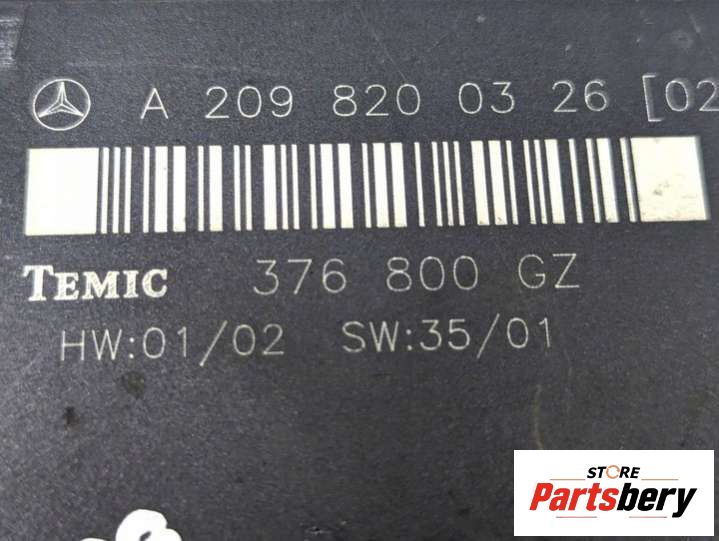 A 209 820 03 26 [02
TEMIC 376 800 GZ
HW:01/02 SW:35/01
STORE
Partsbery